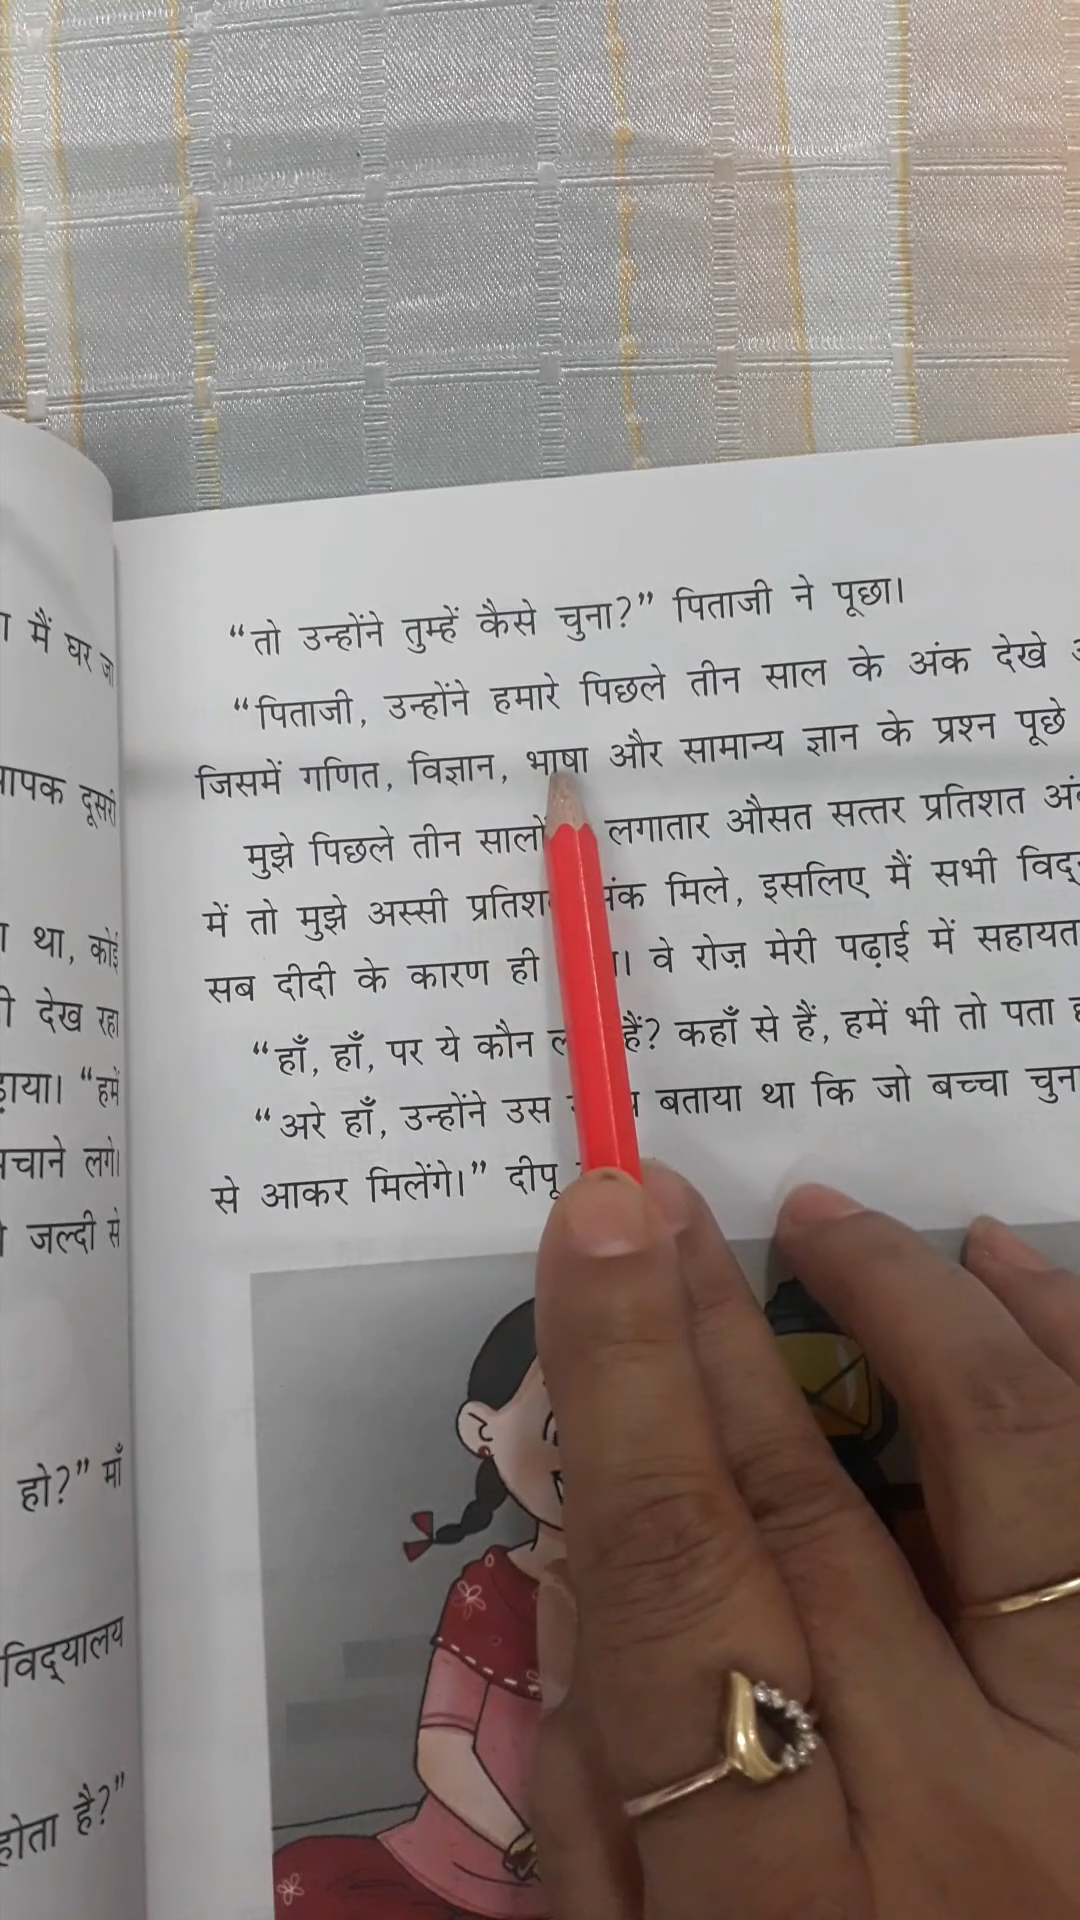 मैं घर
दूसरी
था, कोई
देख रहा
"हमें
लगे।
जल्दी से
हो?" माँ
विद्यालय
होता है?"
"तो उन्होंने तुम्हें कैसे चुना?" पिताजी ने पूछा।
"पिताजी, उन्होंने हमारे पिछले तीन साल के अंक देखे
जिसमें गणित, विज्ञान, भाषा और सामान्य ज्ञान के प्रश्न पूछे
मुझे पिछले तीन लगातार औसत सत्तर प्रतिशत
में तो मुझे अस्सी मिले, इसलिए मैं सभी
सब दीदी के कारण ही वे रोज़ मेरी पढ़ाई में सहायता
"हाँ, हाँ, पर ये कौन हैं? कहाँ से हैं, हमें भी तो पता
"अरे हाँ, उन्होंने उस बताया था कि जो बच्चा
से आकर मिलेंगे।" दीपू